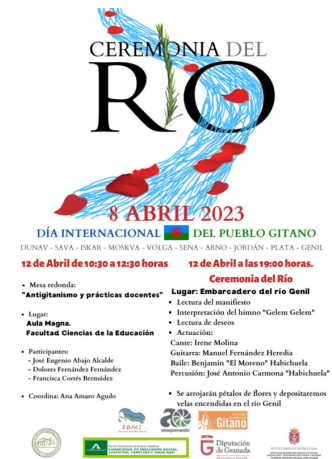 CEREMONIA DEL
RIO
8 ABRIL 2023
DÍA INTERNACIONAL DEL PUEBLO GITANO
DUNAV - SAVA - ISKAR - MOSKVA - VOLGA - SENA - ARNO - JORDÁN - PLATA - GENIL
12 de Abril de 10:30 a 12:30 horas
• Mesa redonda:
"Antigitanismo y prácticas docentes"
• Lugar:
Aula Magna.
Facultad Ciencias de la Educación
• Participantes:
- José Eugenio Abajo Alcalde
- Dolores Fernández Fernández
- Francisca Cortés Bermúdez
• Coordina: Ana Amaro Agudo
12 de Abril a las 19:00 horas.
Ceremonia del Río
Lugar: Embarcadero del río Genil
• Lectura del manifiesto
• Interpretación del himno "Gelem Gelem"
• Lectura de deseos
• Actuación:
Cante: Irene Molina
Guitarra: Manuel Fernández Heredia
Baile: Benjamín "El Moreno" Habichuela
Percusión: José Antonio Carmona "Habichuela"
• Se arrojarán pétalos de flores y depositaremos
velas encendidas en el río Genil
Gitano
Diputación
de Granada